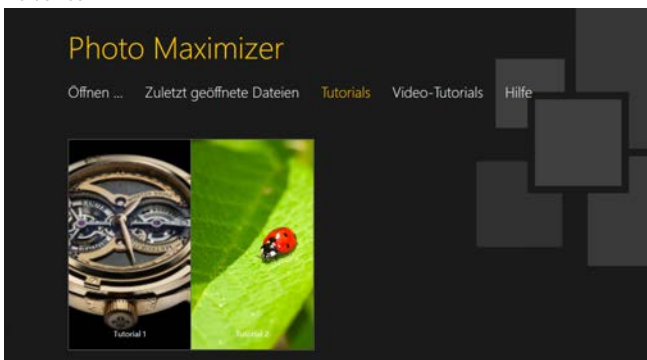 Photo Maximizer
Öffnen ... Zuletzt geöffnete Dateien Tutorials Video-Tutorials Hilfe
Tutorial 1 Tutorial 2